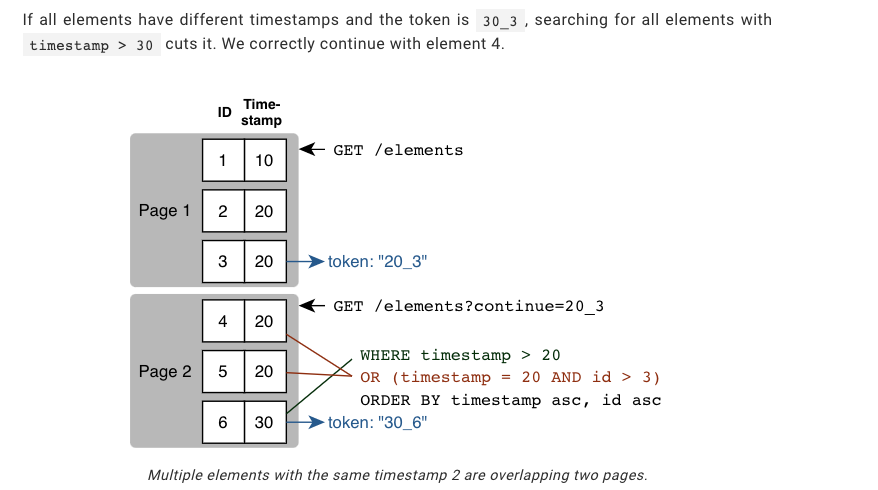 If all elements have different timestamps and the token is 30_3 , searching for all elements with
timestamp > 30 cuts it. We correctly continue with element 4.
ID Time-
stamp
1 10
GET /elements
Page 1
2 20
3 20
token: "20_3"
4 20
GET /elements?continue=20_3
WHERE timestamp > 20
Page 2
5 20
OR (timestamp = 20 AND id > 3)
ORDER BY timestamp asc, id asc
6 30
token: "30_6"
Multiple elements with the same timestamp 2 are overlapping two pages.